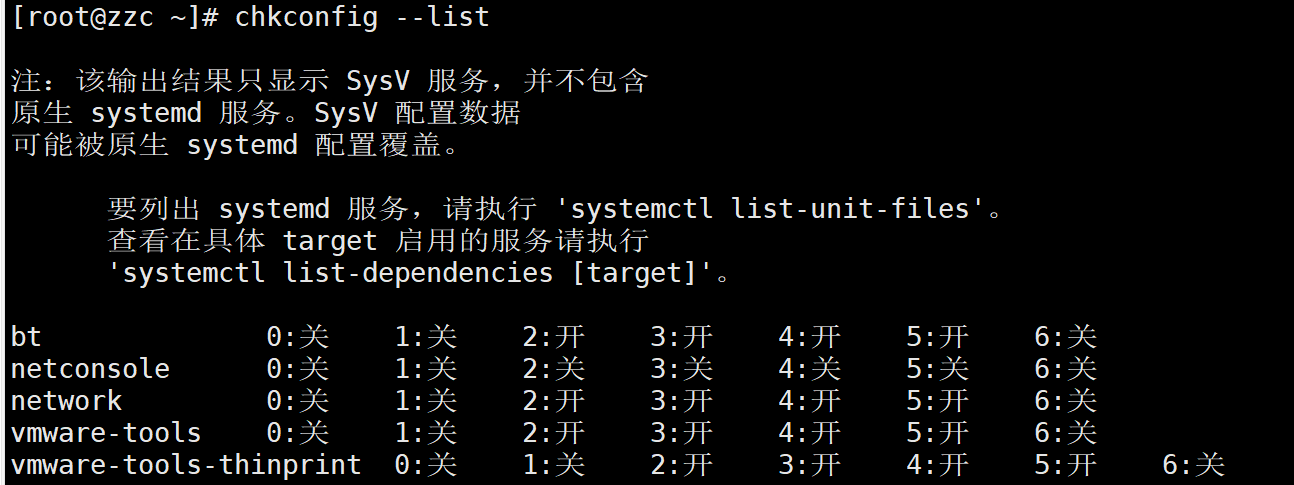 [root@zzc ~]# chkconfig --list
注：该输出结果只显示 SysV 服务，并不包含
原生 systemd 服务。SysV 配置数据
可能被原生 systemd 配置覆盖。
要列出 systemd 服务，请执行 'systemctl list-unit-files'。
查看在具体 target 启用的服务请执行
'systemctl list-dependencies [target]'。
bt 0:关 1:关 2:开 3:开 4:开 5:开 6:关
netconsole 0:关 1:关 2:关 3:关 4:关 5:关 6:关
network 0:关 1:关 2:开 3:开 4:开 5:开 6:关
vmware-tools 0:关 1:关 2:开 3:开 4:开 5:开 6:关
vmware-tools-thinprint 0:关 1:关 2:开 3:开 4:开 5:开 6:关